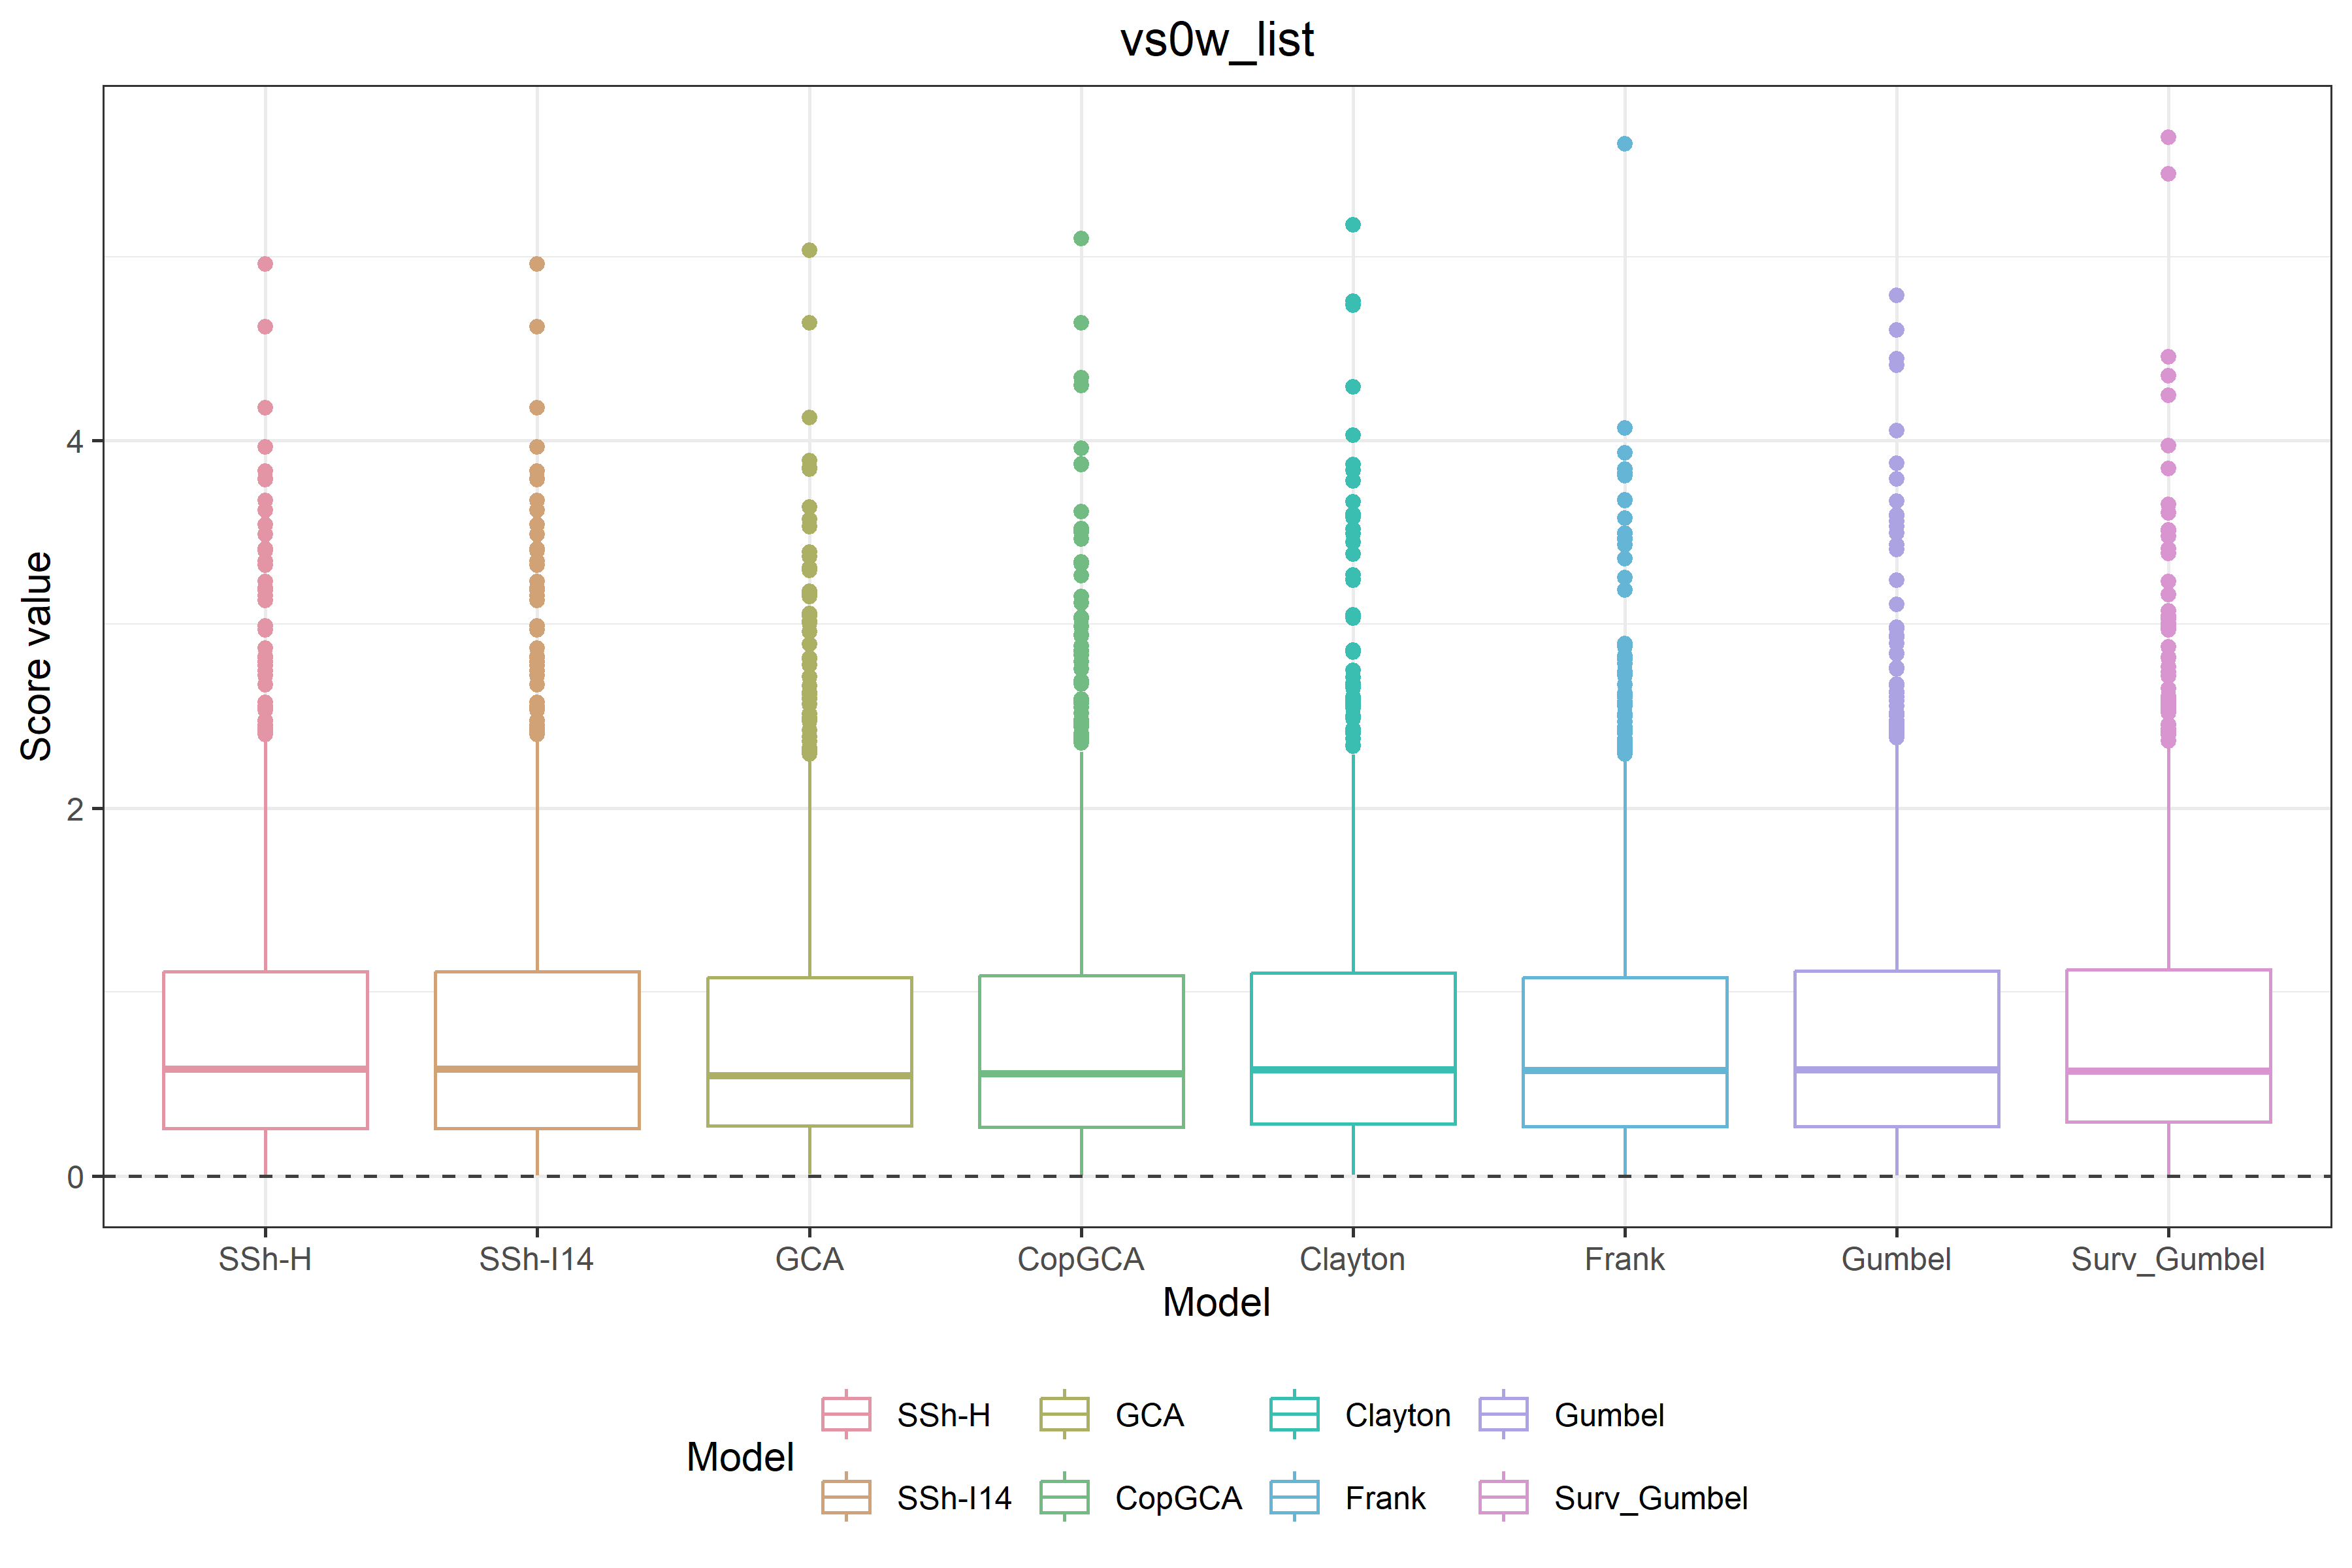 vs0w_list
Score value
4
2
0
SSh-H SSh-I14 GCA CopGCA Clayton Frank Gumbel Surv_Gumbel
Model
Model
SSh-H GCA Clayton Gumbel
SSh-I14 CopGCA Frank Surv_Gumbel